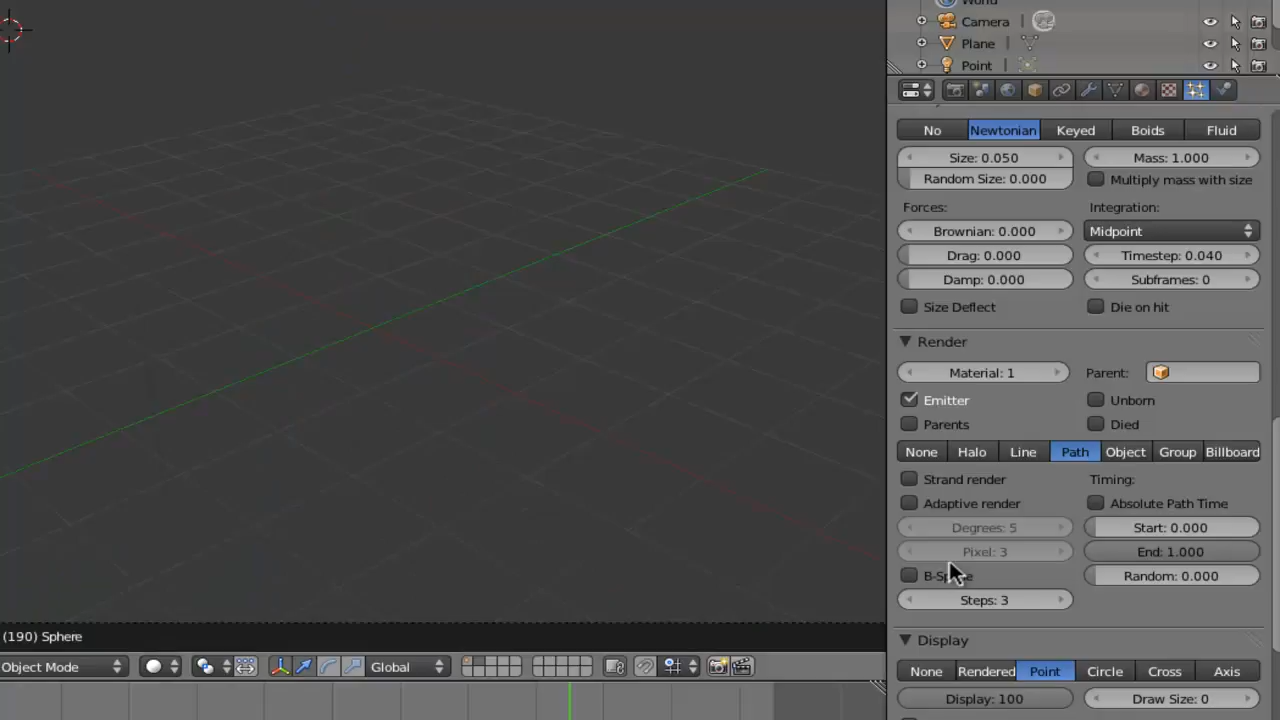 World
Camera
Plane
Point
No Newtonian Keyed Boids Fluid
Size: 0.050 Mass: 1.000
Random Size: 0.000 Multiply mass with size
Forces: Integration:
Brownian: 0.000 Midpoint
Drag: 0.000 Timestep: 0.040
Damp: 0.000 Subframes: 0
Size Deflect Die on hit
Render
Material: 1 Parent:
Emitter Unborn
Parents Died
None Halo Line Path Object Group Billboard
Strand render Timing:
Adaptive render Absolute Path Time
Degrees: 5 Start: 0.000
Pixel: 3 End: 1.000
Random: 0.000
Steps: 3
(190) Sphere
Display
Object Mode Global
None Rendered Point Circle Cross Axis
Display: 100 Draw Size: 0